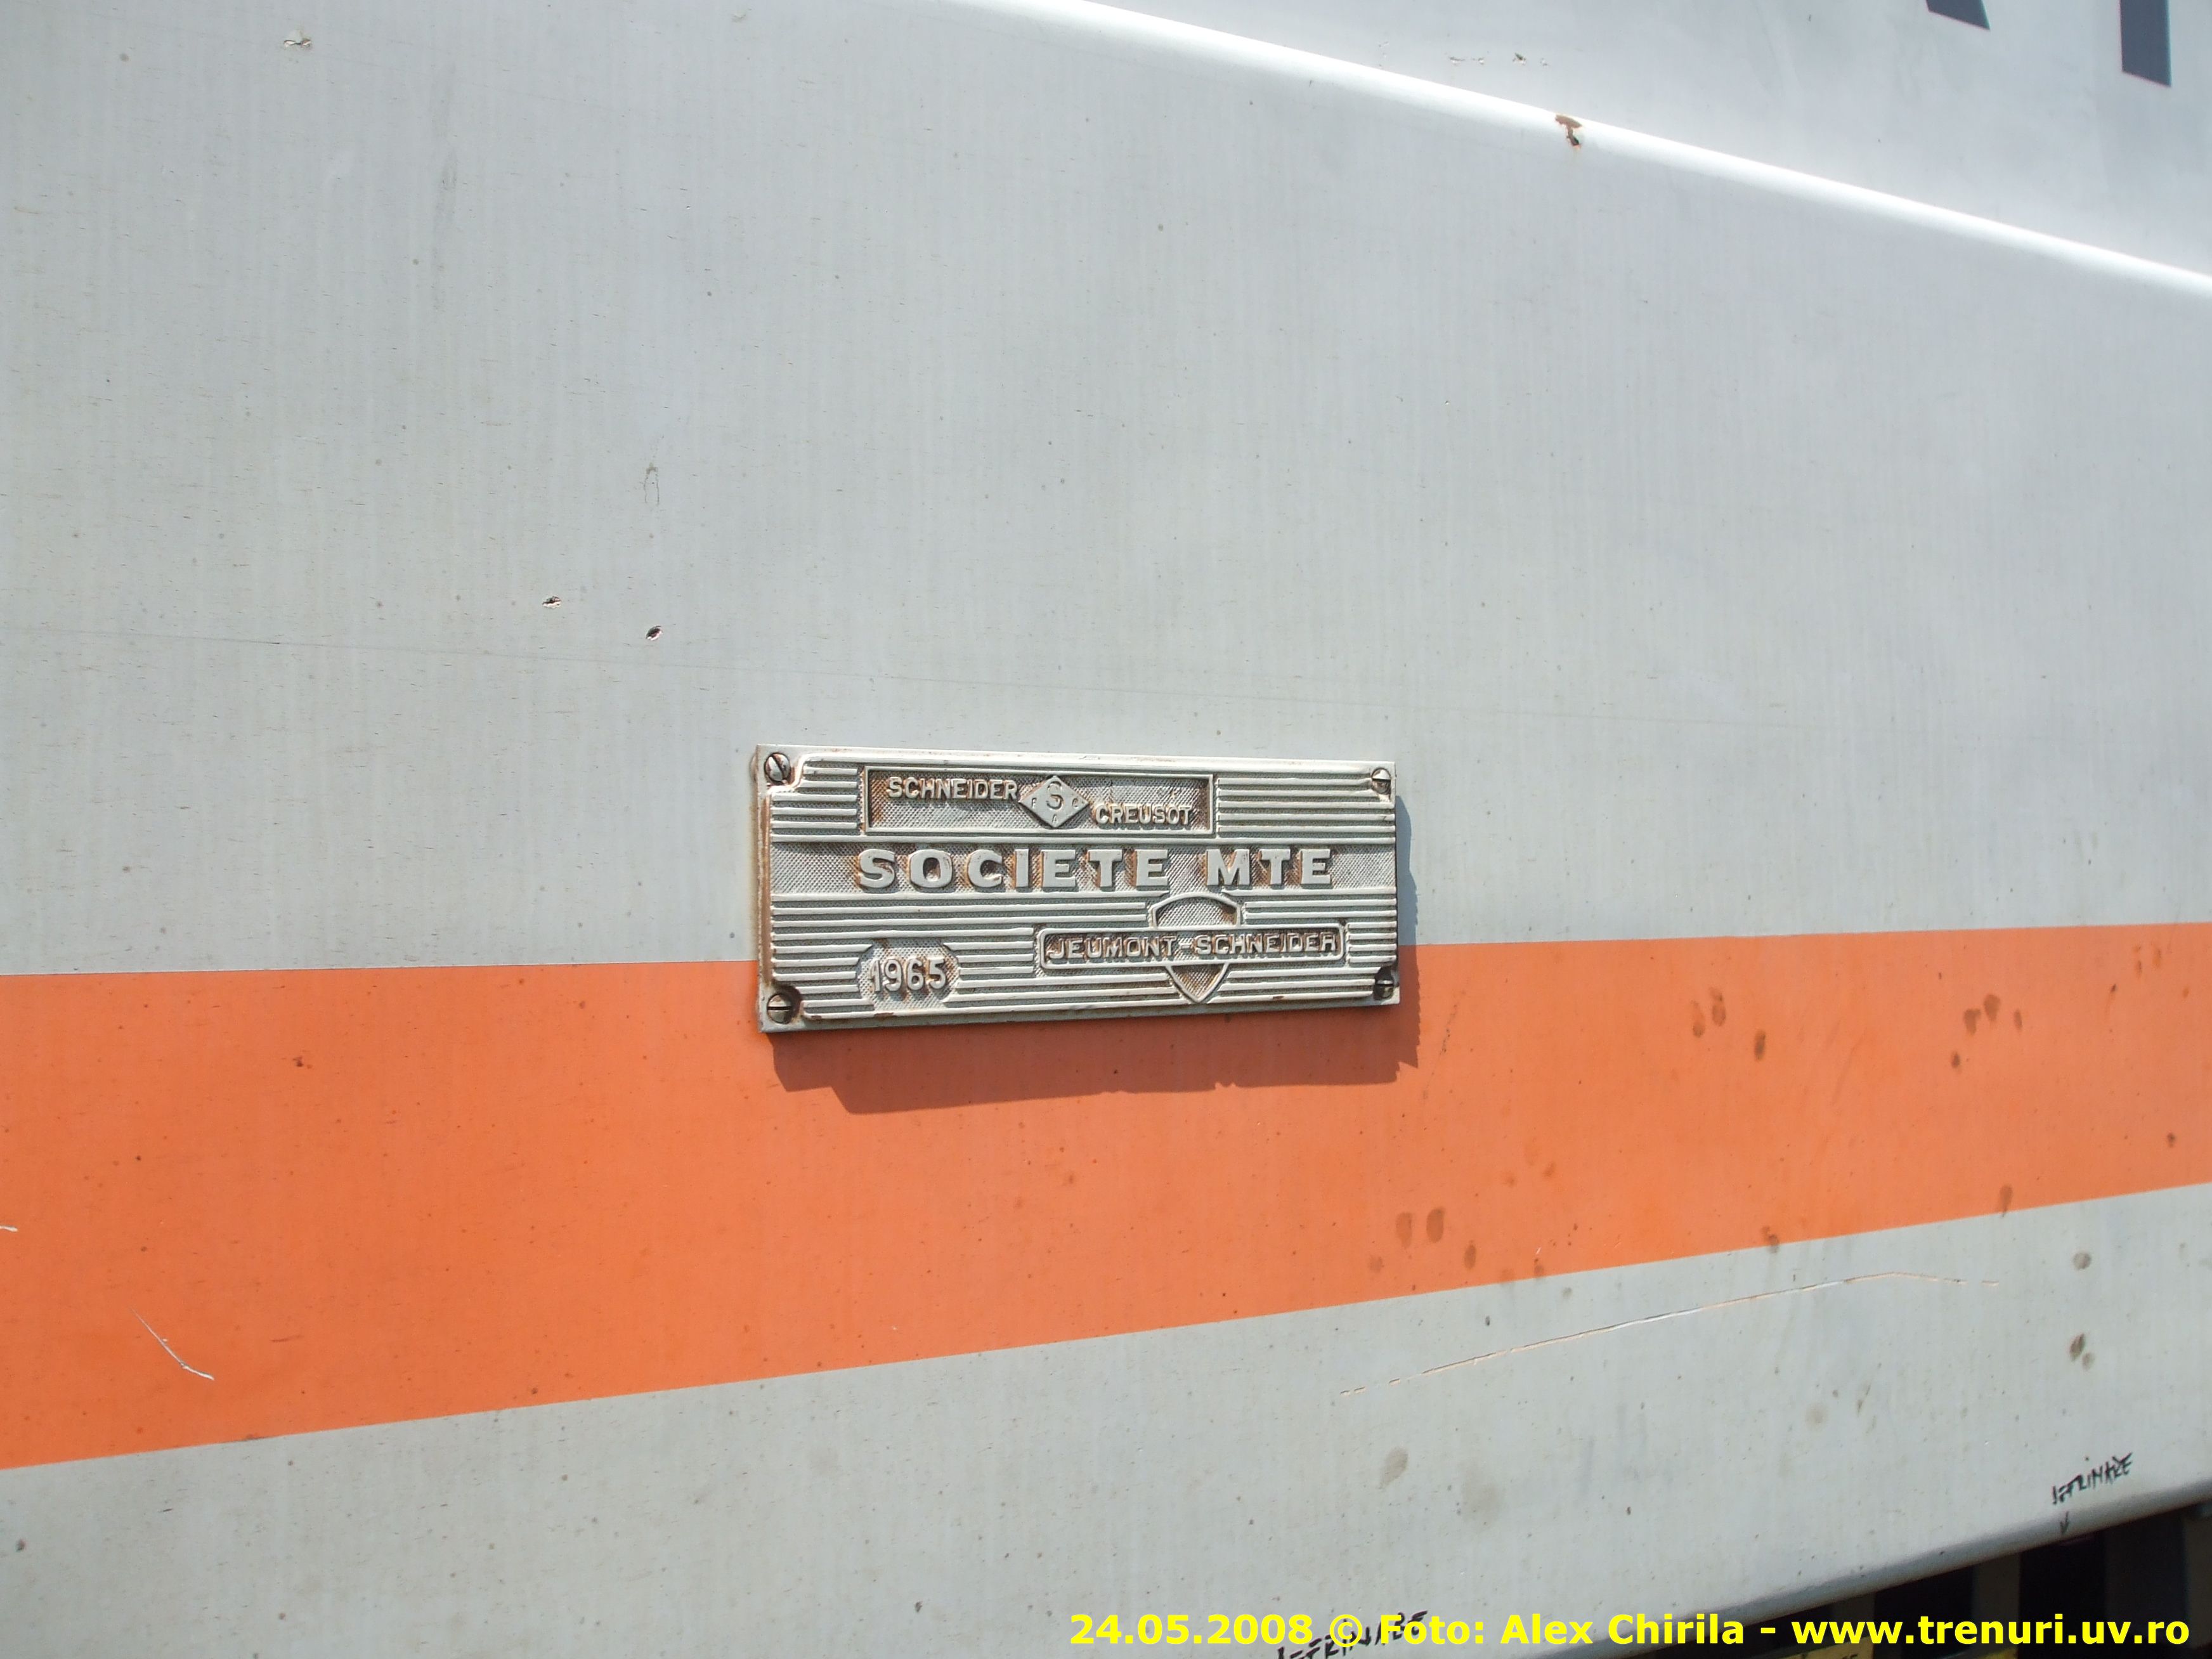 SCHNEIDER
CREUSOT
SOCIETE MTE
JEUMONT-SCHNEIDER
1965
24.05.2008 © Foto: Alex Chirila - www.trenuri.uv.ro